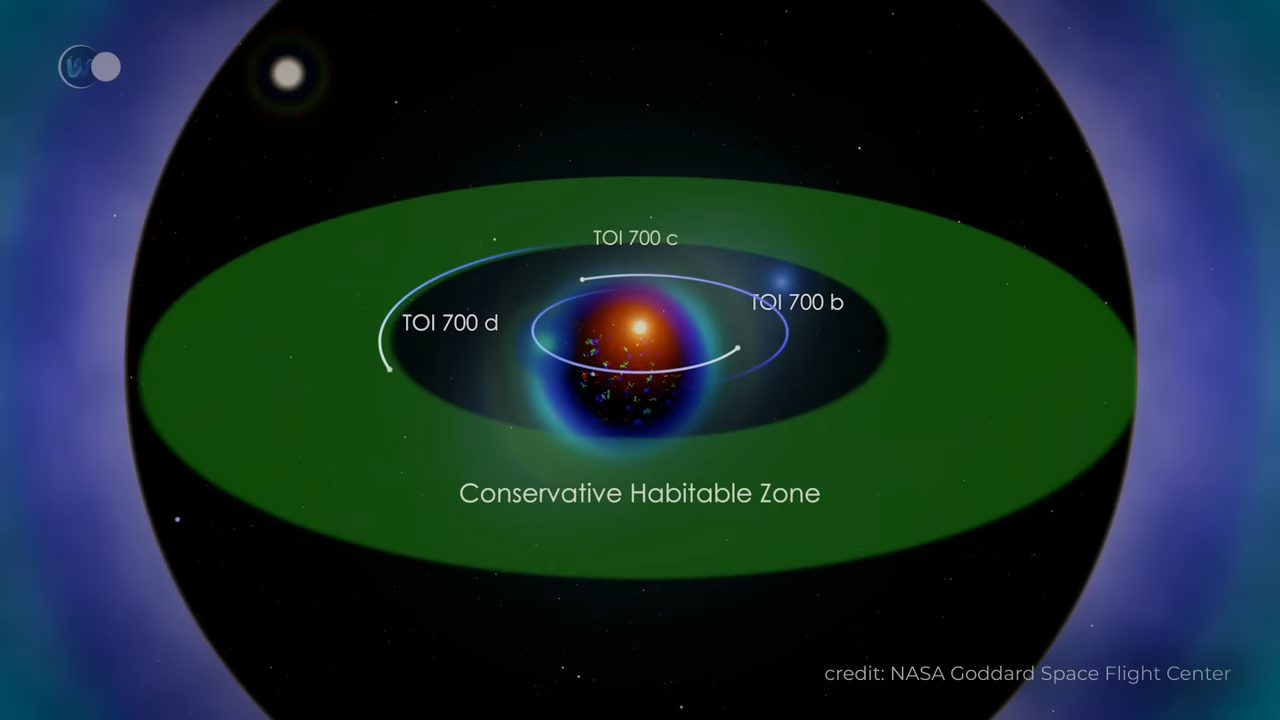 TOI 700 c
TOI 700 b
TOI 700 d
Conservative Habitable Zone
credit: NASA Goddard Space Flight Center